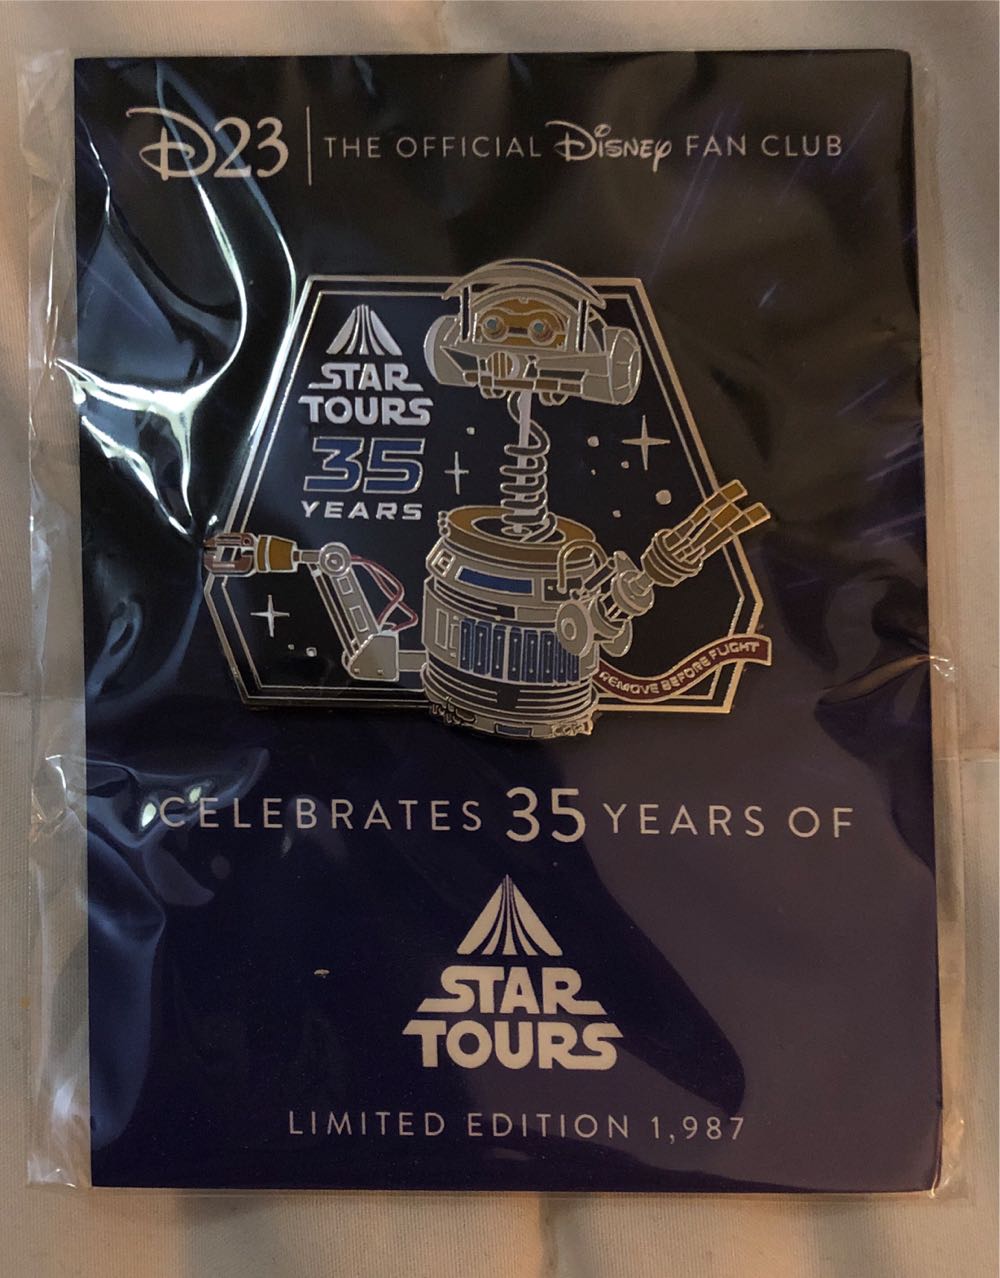 D23 | THE OFFICIAL Disney FAN CLUB
STAR
TOURS
35
YEARS
REMOVE BEFORE FLIGHT
CELEBRATES 35 YEARS OF
STAR
TOURS
LIMITED EDITION 1,987